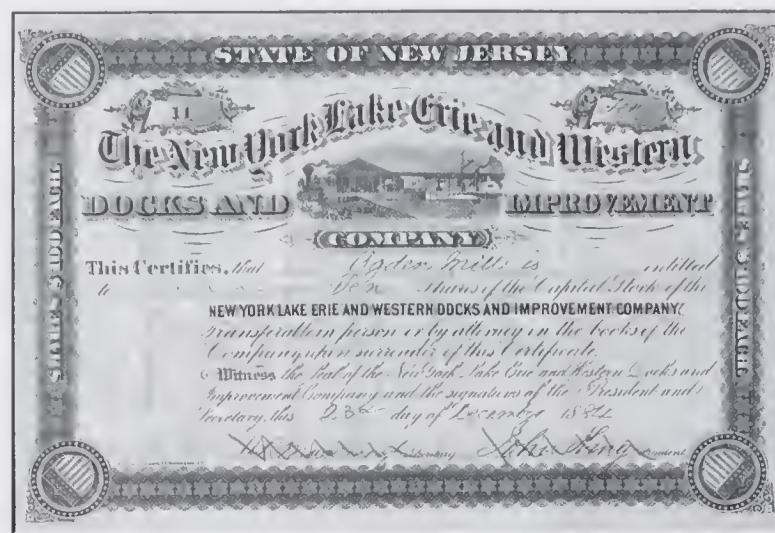 STATE OF NEW JERSEY
11
Ten
The New York Lake Erie and Western
DOCKS AND IMPROVEMENT
COMPANY
SHARES $100 EACH
SHARES $100 EACH
This Certifies, that Ogden Mills is entitled
to Ten shares of the Capital Stock of the
NEW YORK LAKE ERIE AND WESTERN DOCKS AND IMPROVEMENT COMPANY
Transferable in person or by attorney in the books of the
Company upon surrender of this Certificate.
Witness the Seal of the New York, Lake Erie and Western Docks and
Improvement Company and the signatures of the President and
Secretary, this 23rd day of December 1884
Secretary John King President